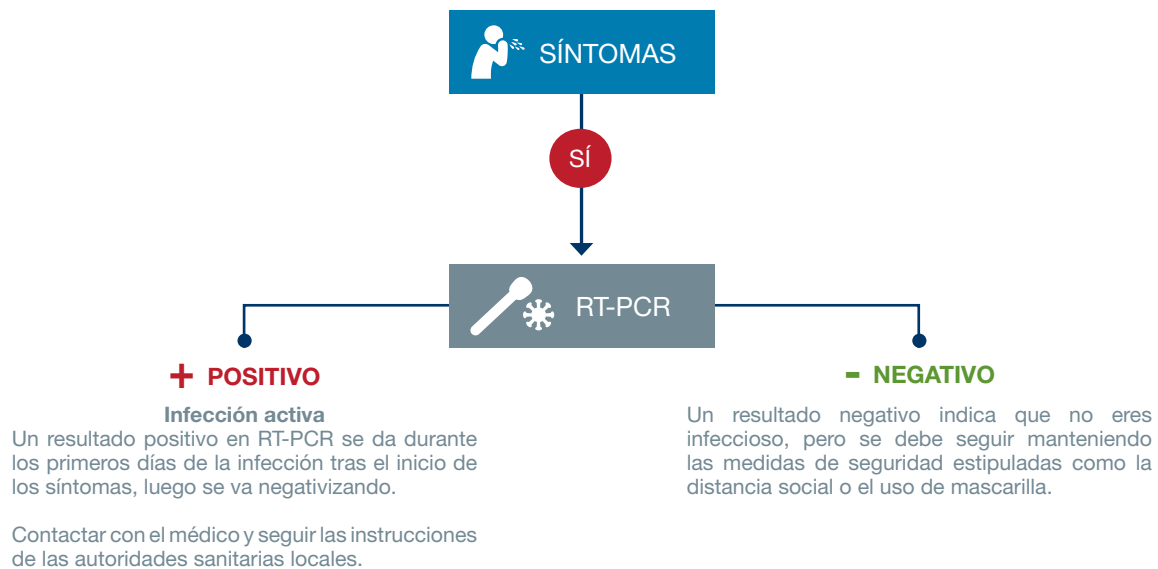 SÍNTOMAS
SÍ
RT-PCR
+ POSITIVO
Infección activa
Un resultado positivo en RT-PCR se da durante
los primeros días de la infección tras el inicio de
los síntomas, luego se va negativizando.
Contactar con el médico y seguir las instrucciones
de las autoridades sanitarias locales.
- NEGATIVO
Un resultado negativo indica que no eres
infeccioso, pero se debe seguir manteniendo
las medidas de seguridad estipuladas como la
distancia social o el uso de mascarilla.